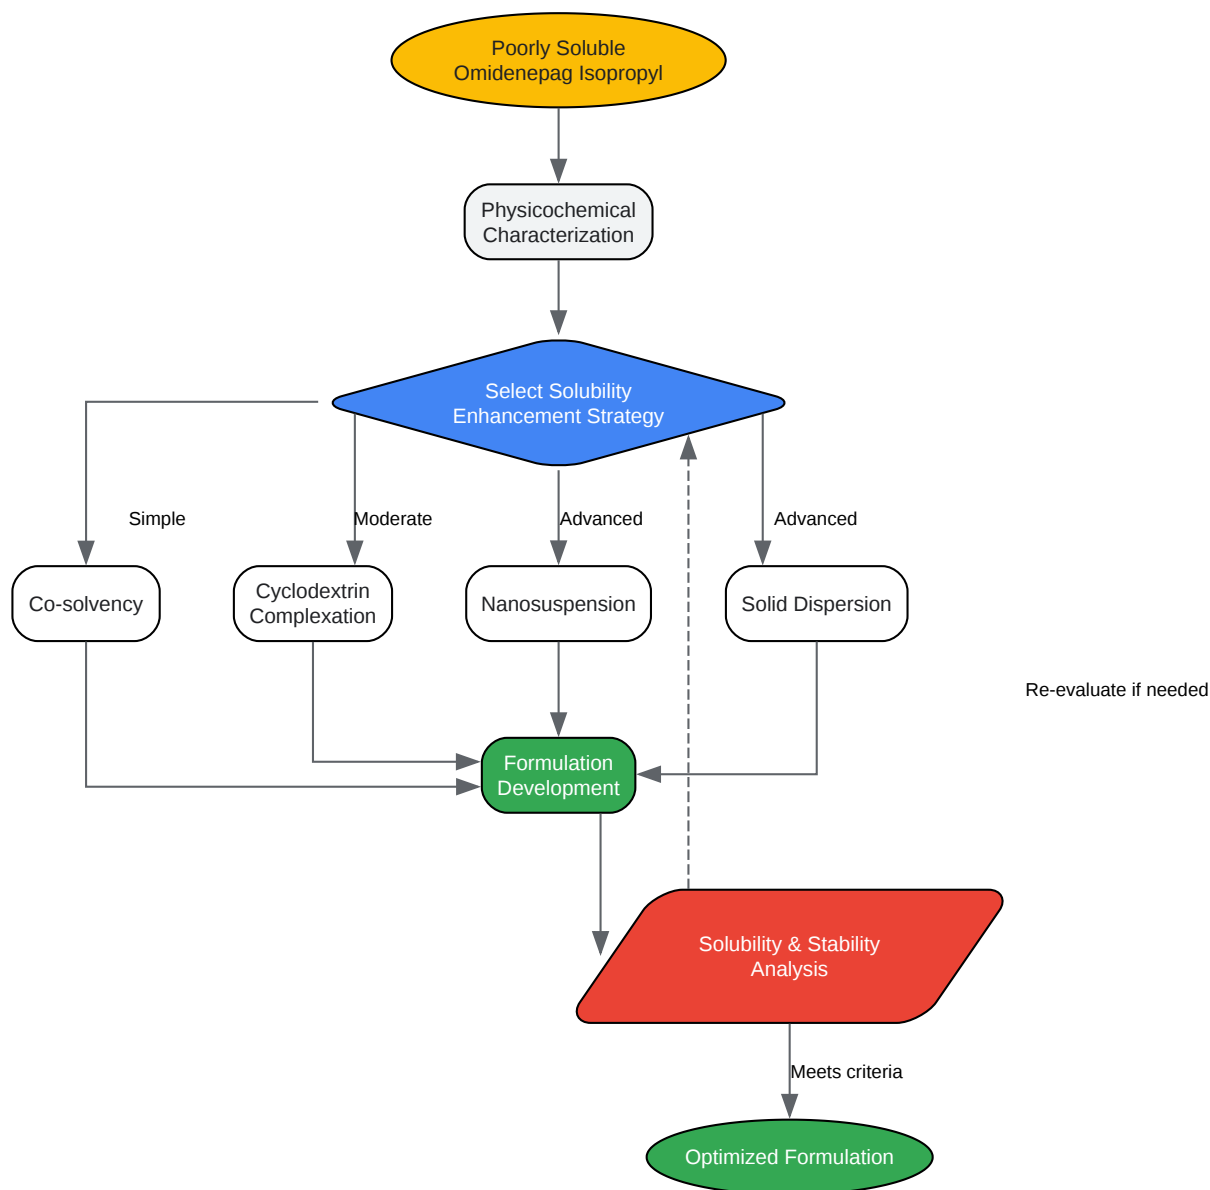 Poorly Soluble
Omidenepag Isopropyl
Physicochemical
Characterization
Select Solubility
Enhancement Strategy
Simple
Moderate
Advanced
Advanced
Co-solvency
Cyclodextrin
Complexation
Nanosuspension
Solid Dispersion
Re-evaluate if needed
Formulation
Development
Solubility & Stability
Analysis
Meets criteria
Optimized Formulation